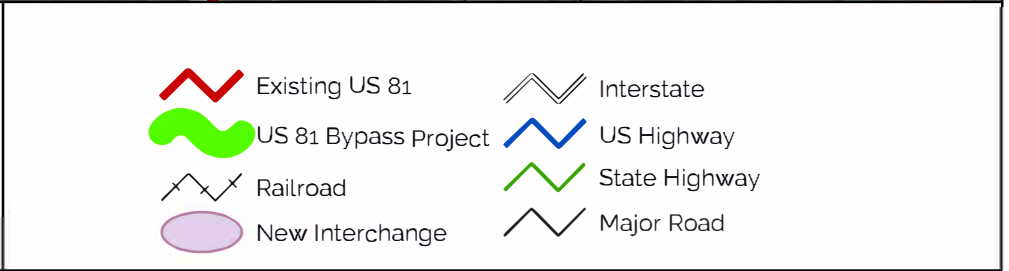 Existing US 81
US 81 Bypass Project
Railroad
New Interchange
Interstate
US Highway
State Highway
Major Road